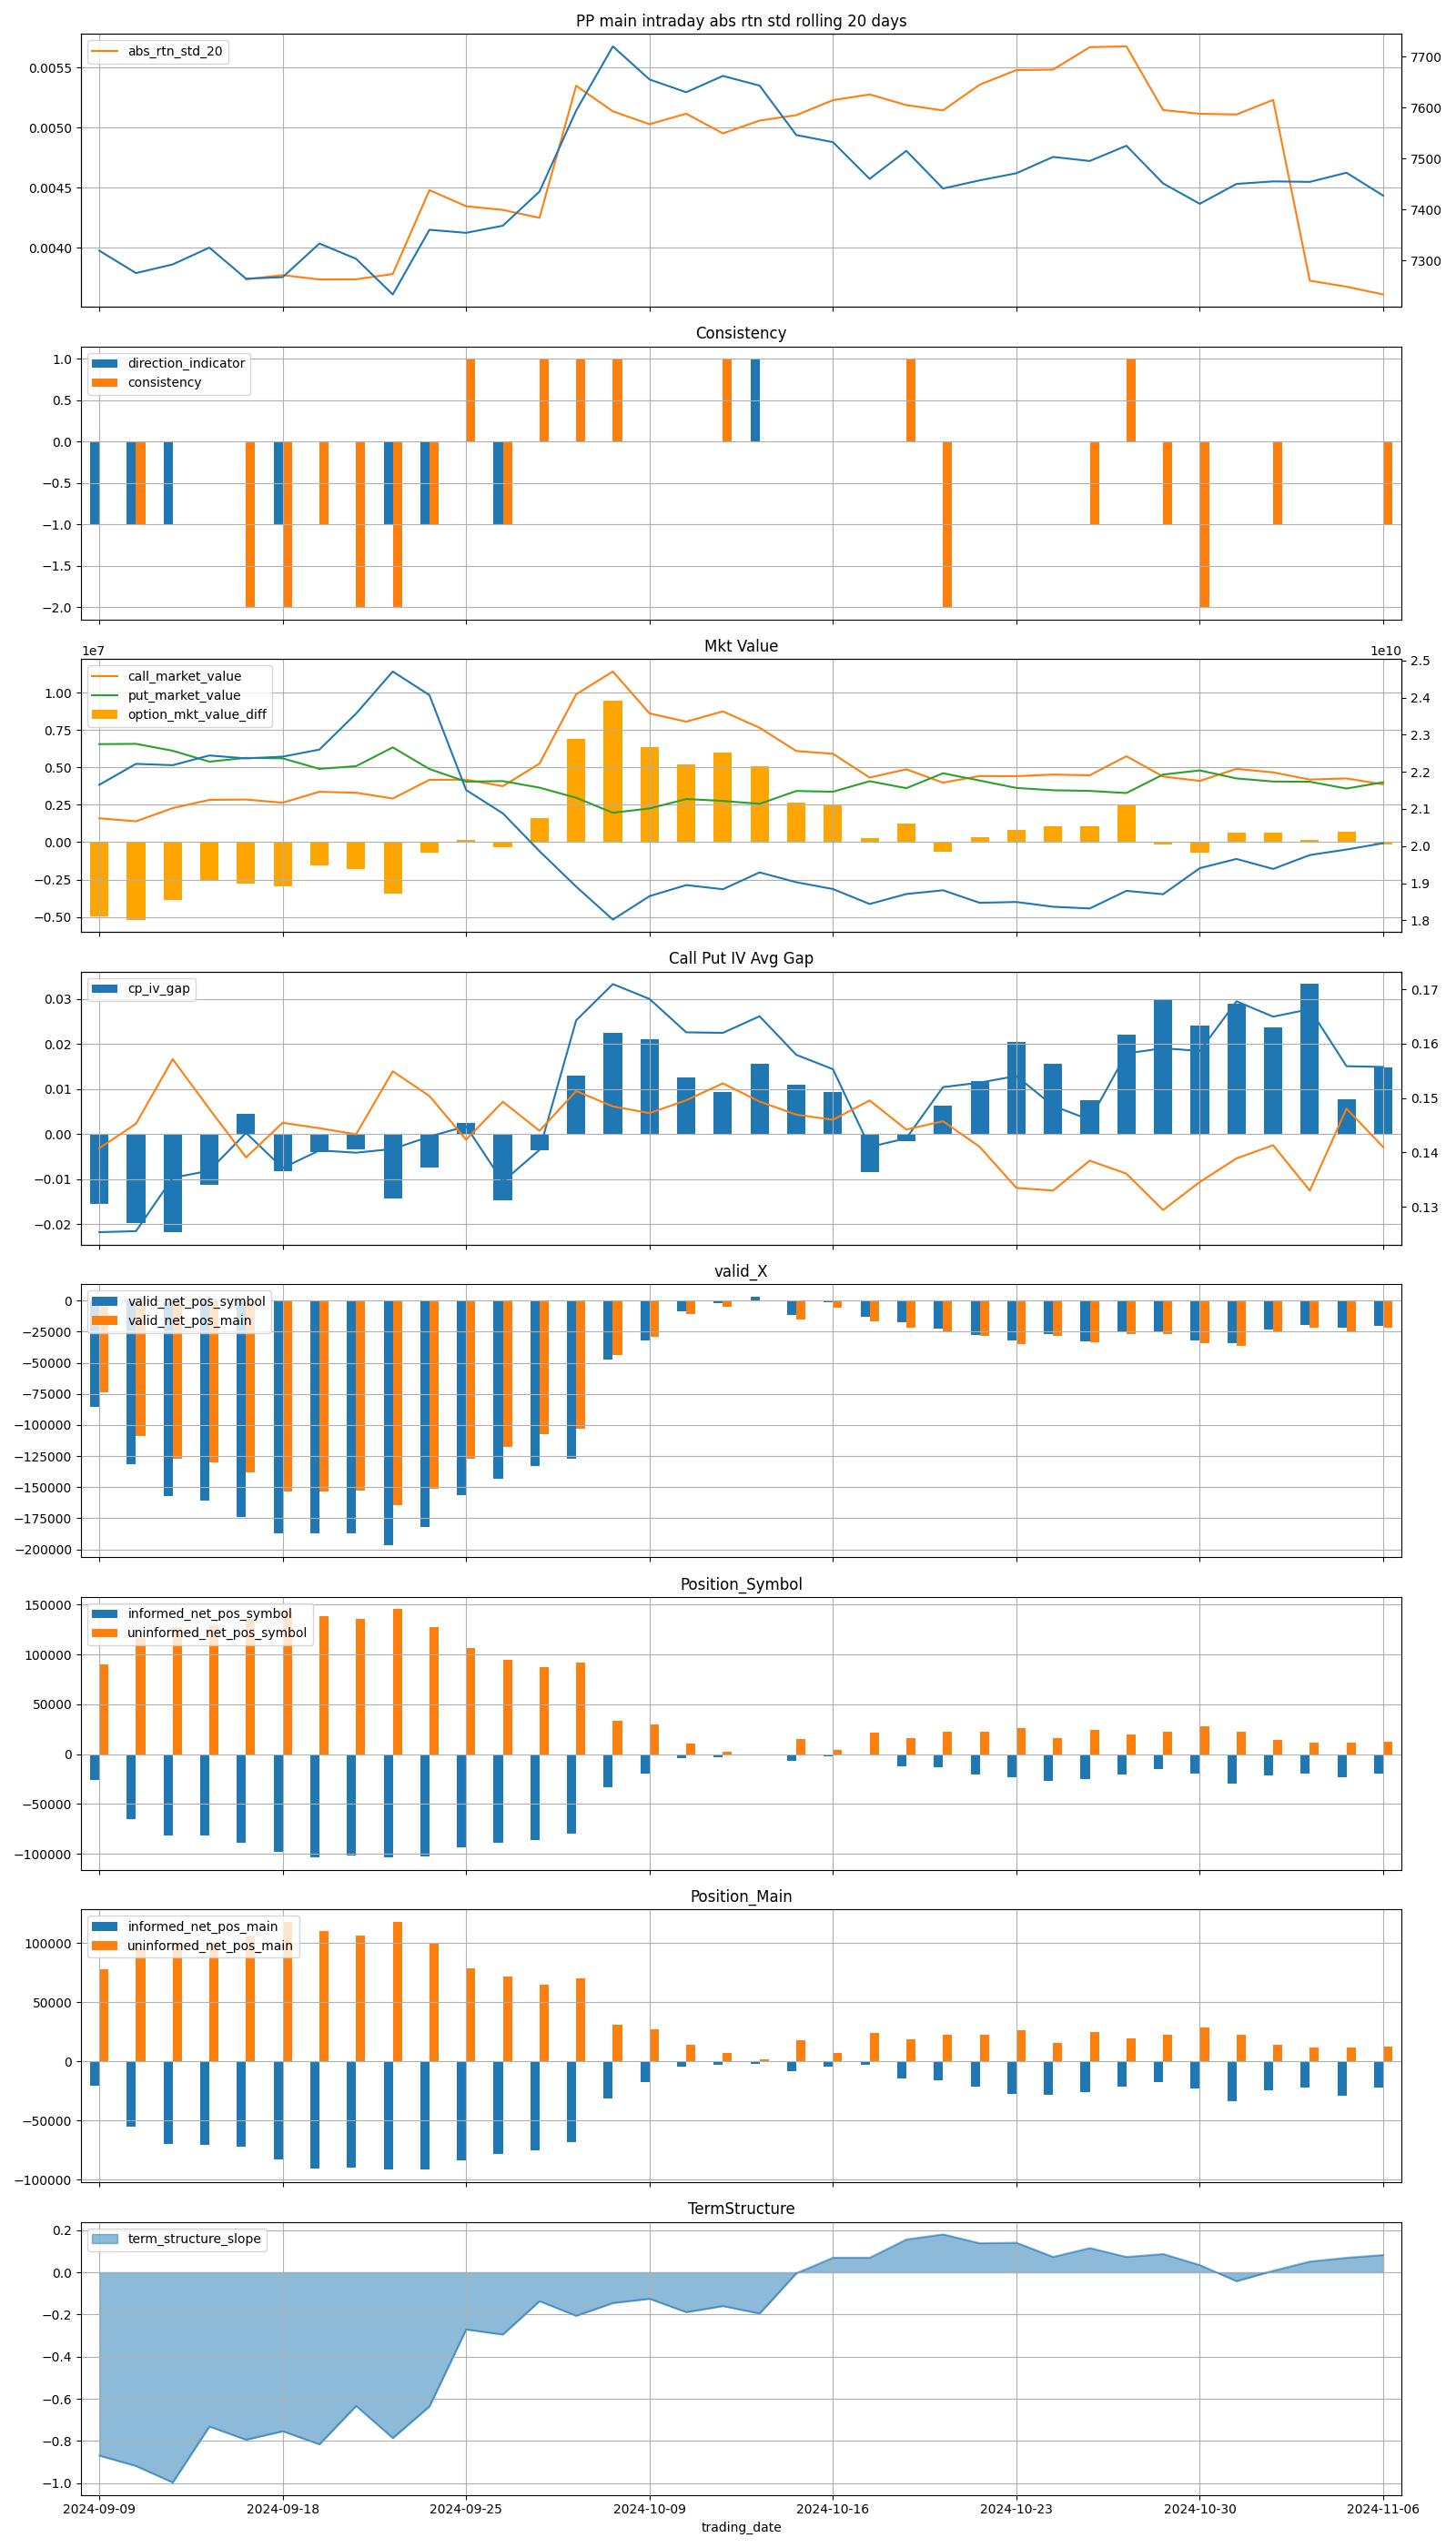 PP main intraday abs rtn std rolling 20 days
abs_rtn_std_20
0.0055
0.0050
0.0045
0.0040
7700
7600
7500
7400
7300
Consistency
direction_indicator
consistency
1.0
0.5
0.0
−0.5
−1.0
−1.5
−2.0
Mkt Value
1e7
1e10
call_market_value
put_market_value
option_mkt_value_diff
1.00
0.75
0.50
0.25
0.00
−0.25
−0.50
2.5
2.4
2.3
2.2
2.1
2.0
1.9
1.8
Call Put IV Avg Gap
cp_iv_gap
0.03
0.02
0.01
0.00
−0.01
−0.02
0.17
0.16
0.15
0.14
0.13
valid_X
valid_net_pos_symbol
valid_net_pos_main
0
−25000
−50000
−75000
−100000
−125000
−150000
−175000
−200000
Position_Symbol
informed_net_pos_symbol
uninformed_net_pos_symbol
150000
100000
50000
0
−50000
−100000
Position_Main
informed_net_pos_main
uninformed_net_pos_main
100000
50000
0
−50000
−100000
TermStructure
term_structure_slope
0.2
0.0
−0.2
−0.4
−0.6
−0.8
−1.0
2024-09-09 2024-09-18 2024-09-25 2024-10-09 2024-10-16 2024-10-23 2024-10-30 2024-11-06
trading_date